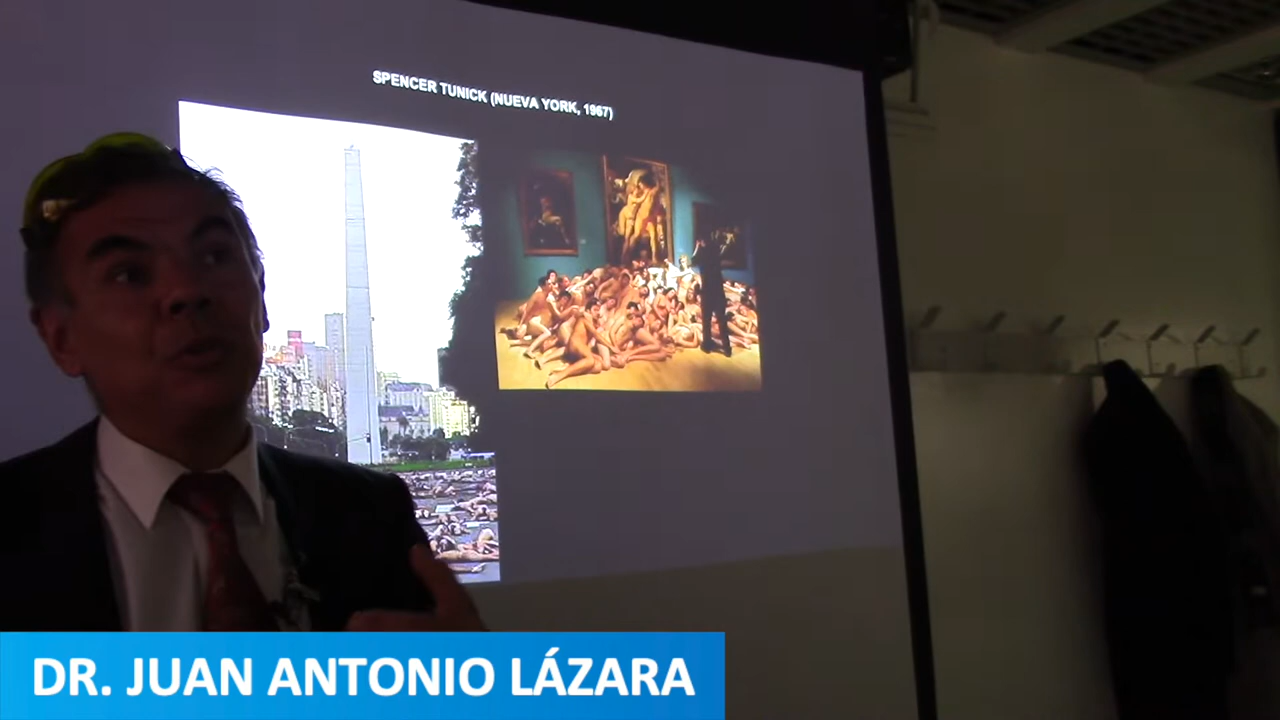 SPENCER TUNICK (NUEVA YORK, 1967)
DR. JUAN ANTONIO LÁZARA